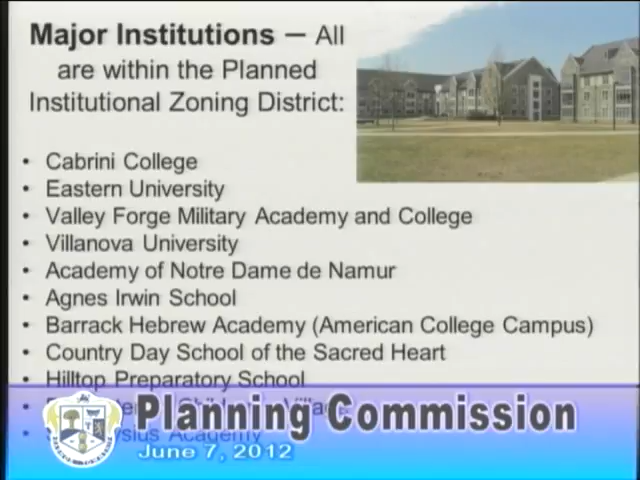 Major Institutions — All
are within the Planned
Institutional Zoning District:
• Cabrini College
• Eastern University
• Valley Forge Military Academy and College
• Villanova University
• Academy of Notre Dame de Namur
• Agnes Irwin School
• Barrack Hebrew Academy (American College Campus)
• Country Day School of the Sacred Heart
• Hilltop Preparatory School
Academy
Planning Commission
June 7, 2012